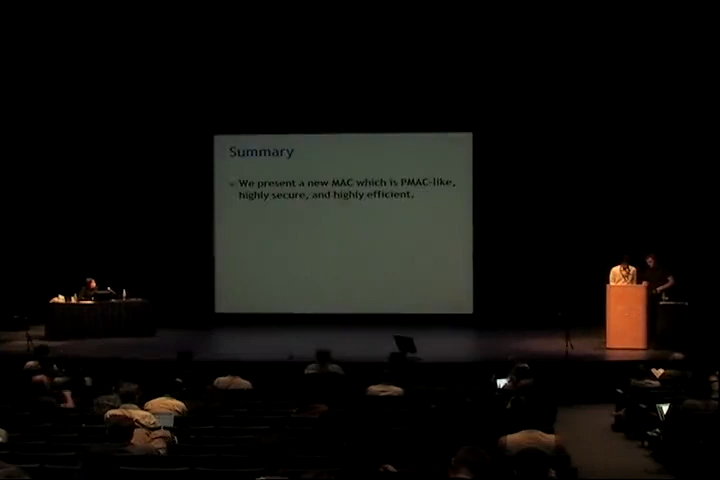 Summary
We present a new MAC which is PMAC-like,
highly secure, and highly efficient.